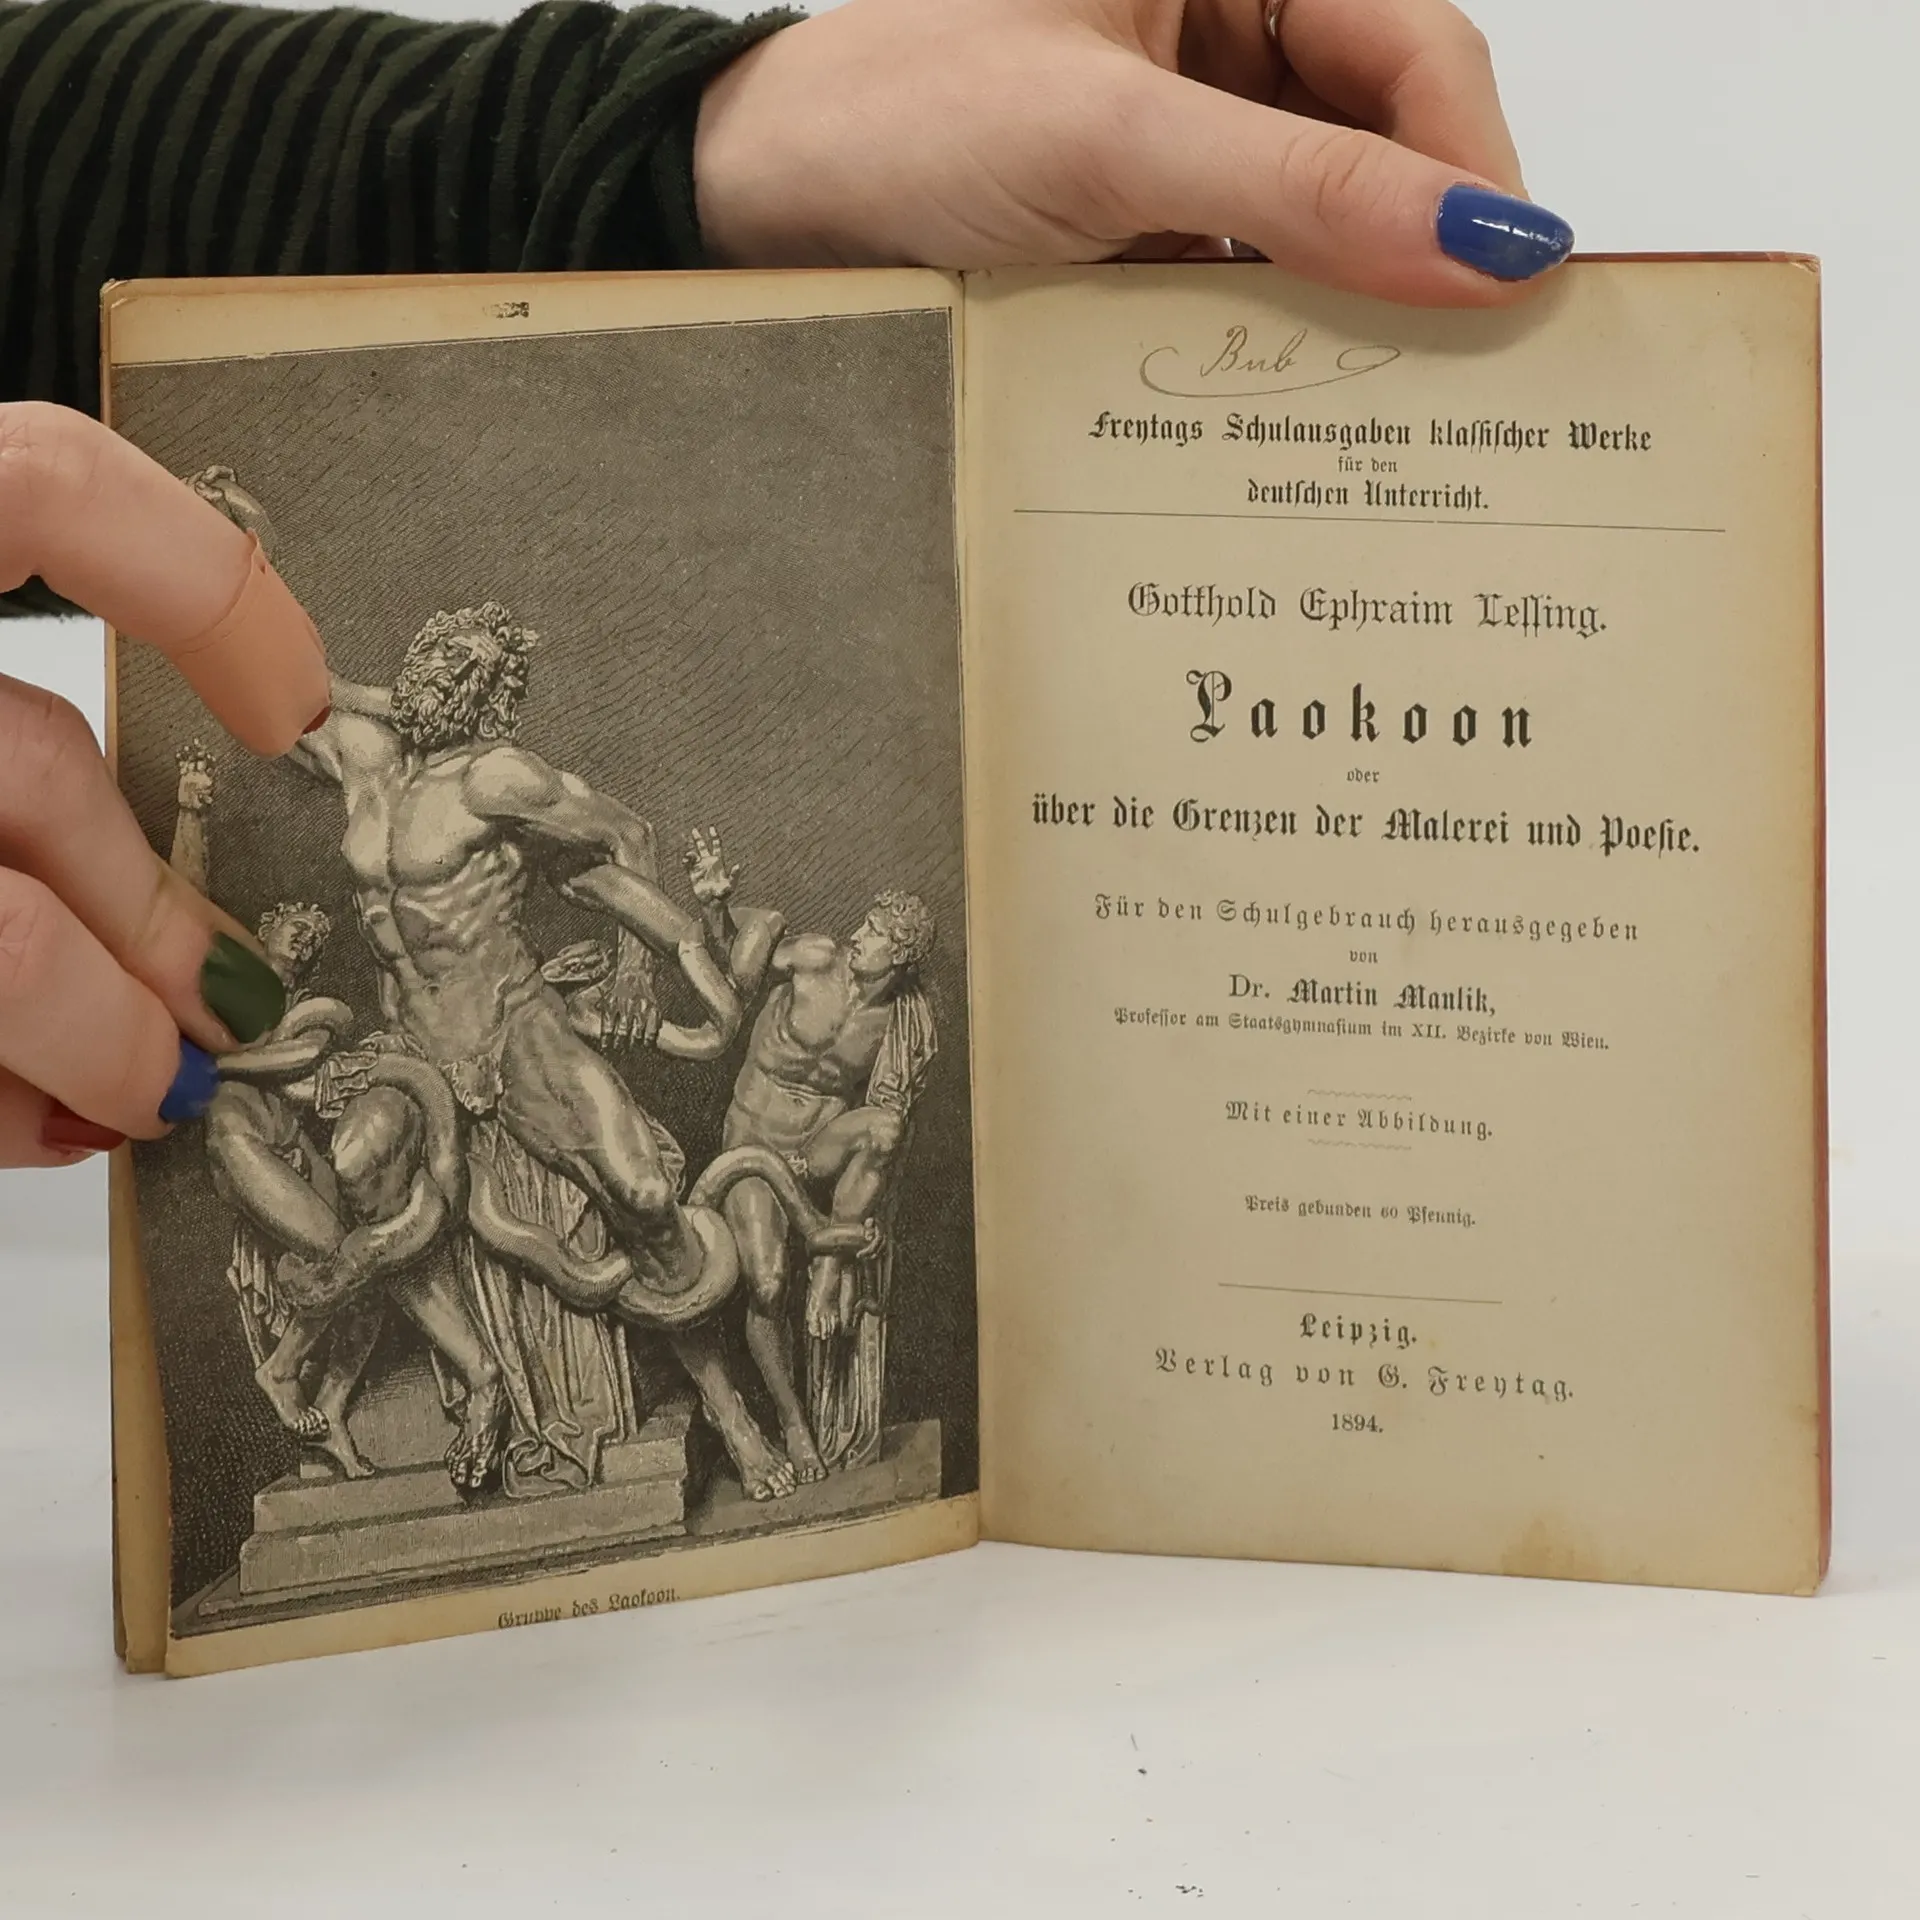 Gruppe des Laokoon.
Bub
Freytags Schulausgaben klassischer Werke
für den
deutschen Unterricht.
Gotthold Ephraim Lessing.
Laokoon
oder
über die Grenzen der Malerei und Poesie.
Für den Schulgebrauch herausgegeben
von
Dr. Martin Manlik,
Professor am Staatsgymnasium im XII. Bezirke von Wien.
Mit einer Abbildung.
Preis gebunden 60 Pfennig.
Leipzig.
Verlag von G. Freytag.
1894.